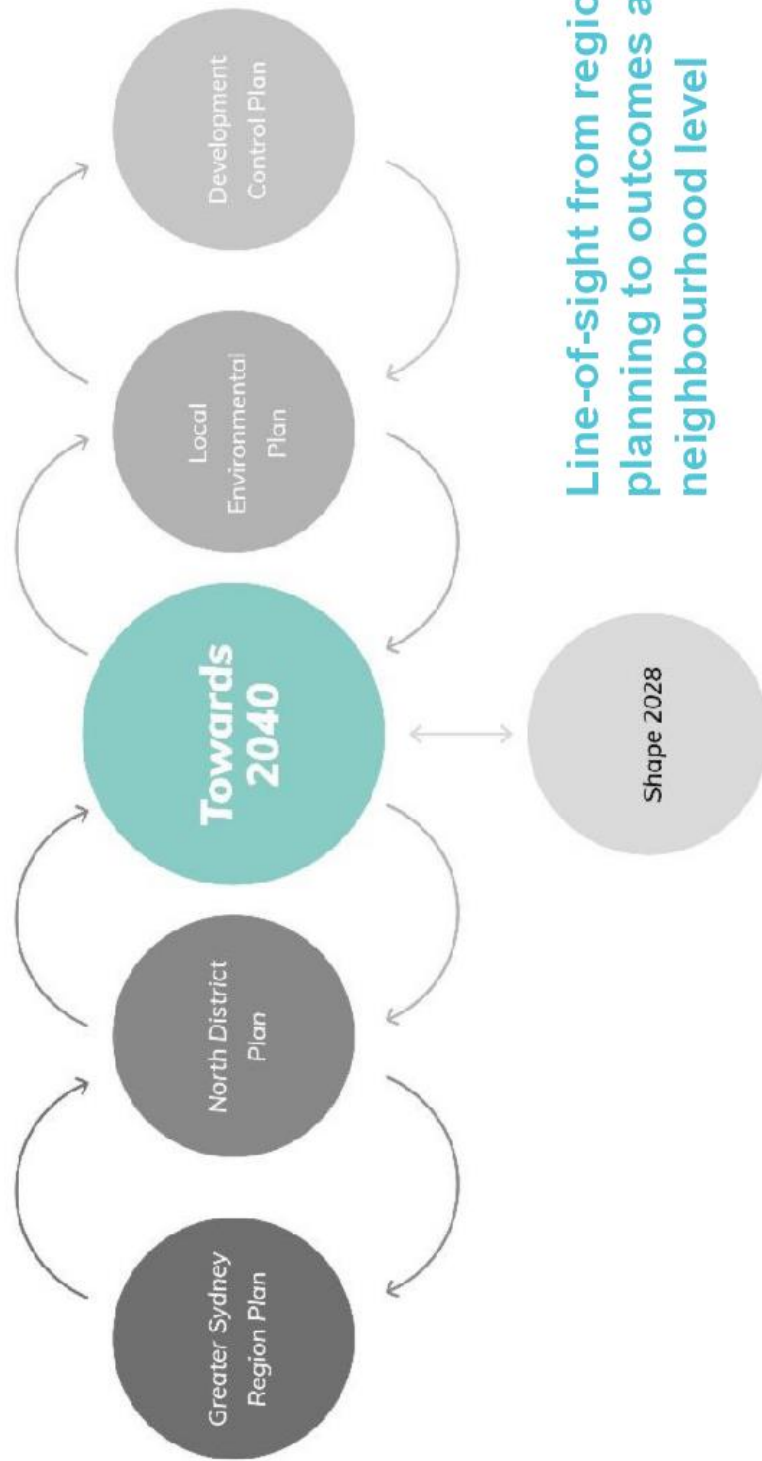 Greater Sydney
Region Plan
North District
Plan
Towards
2040
Local
Environmental
Plan
Development
Control Plan
Shape 2028
Line-of-sight from
planning to outcomes
neighbourhood level